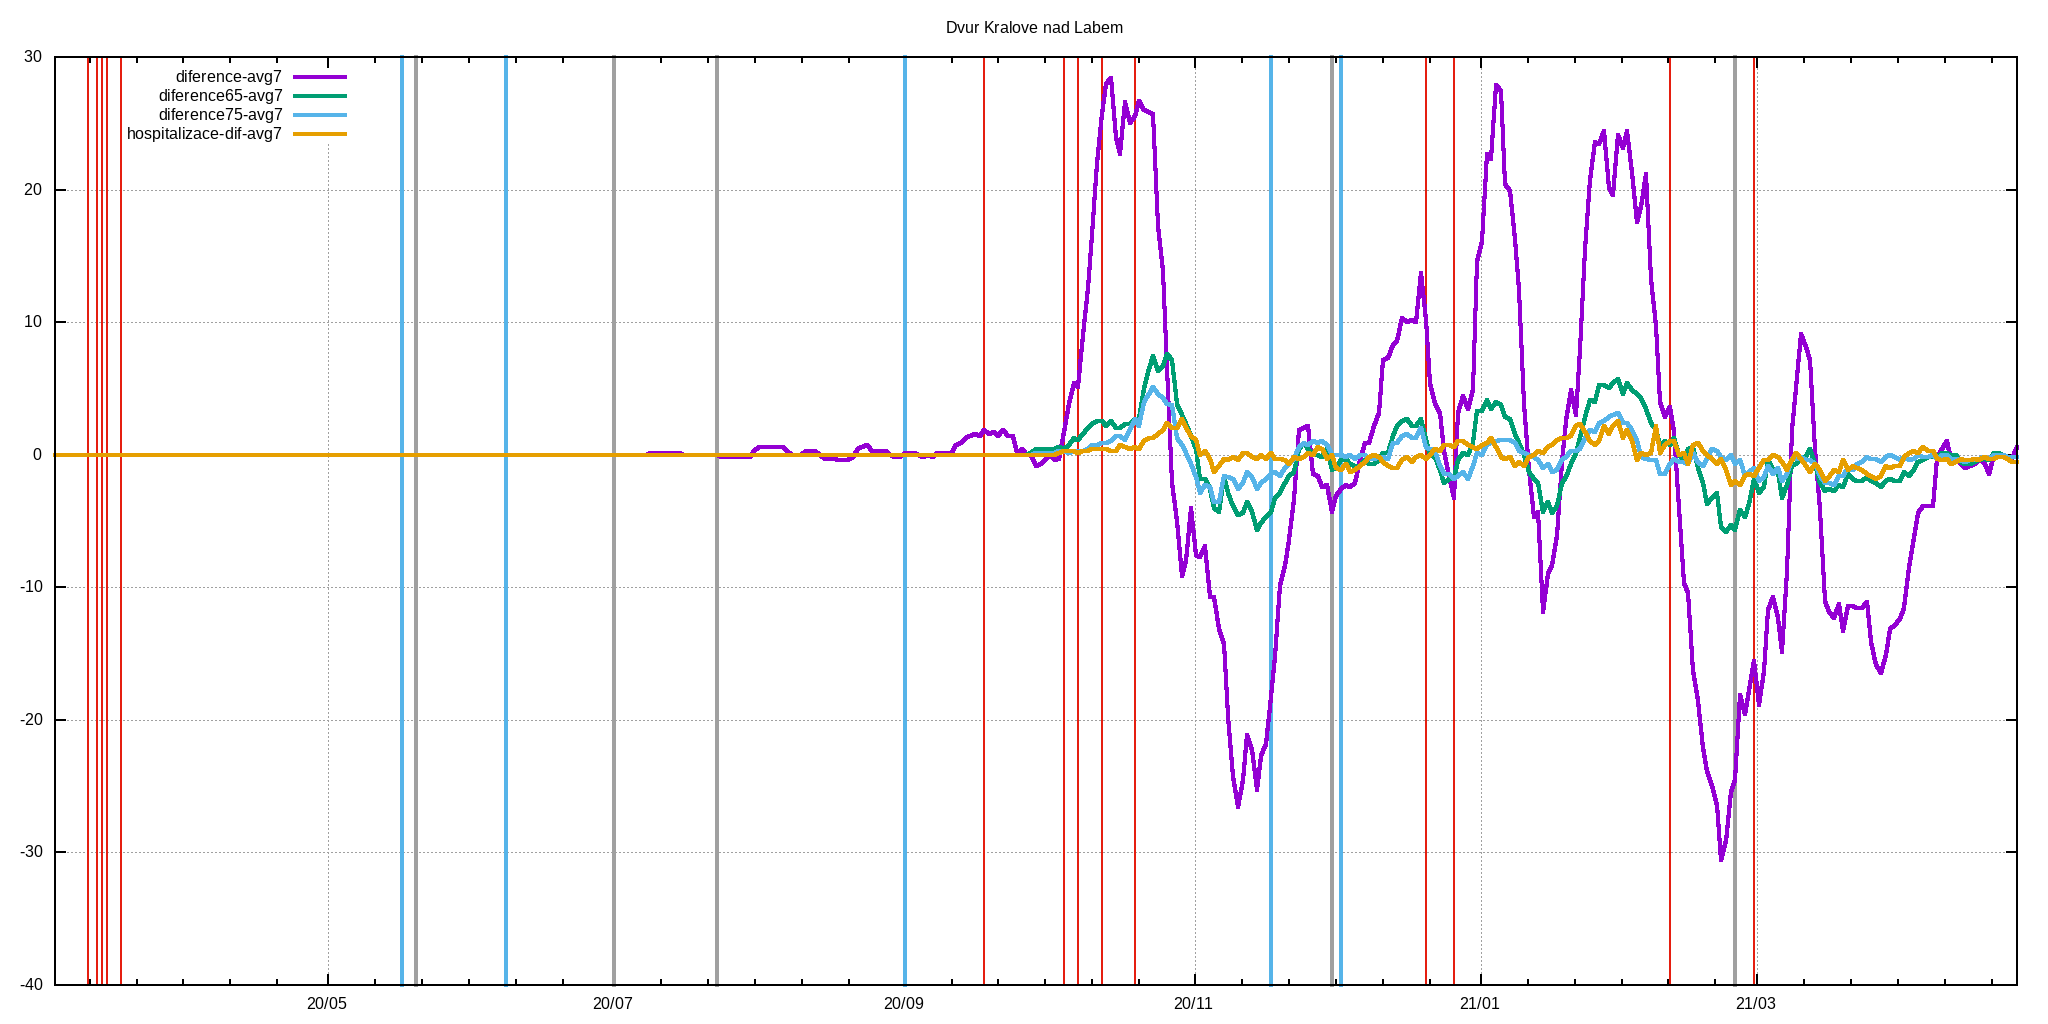 Dvur Kralove nad Labem
30
20
10
0
-10
-20
-30
-40
diference-avg7
diference65-avg7
diference75-avg7
hospitalizace-dif-avg7
20/05
20/07
20/09
20/11
21/01
21/03